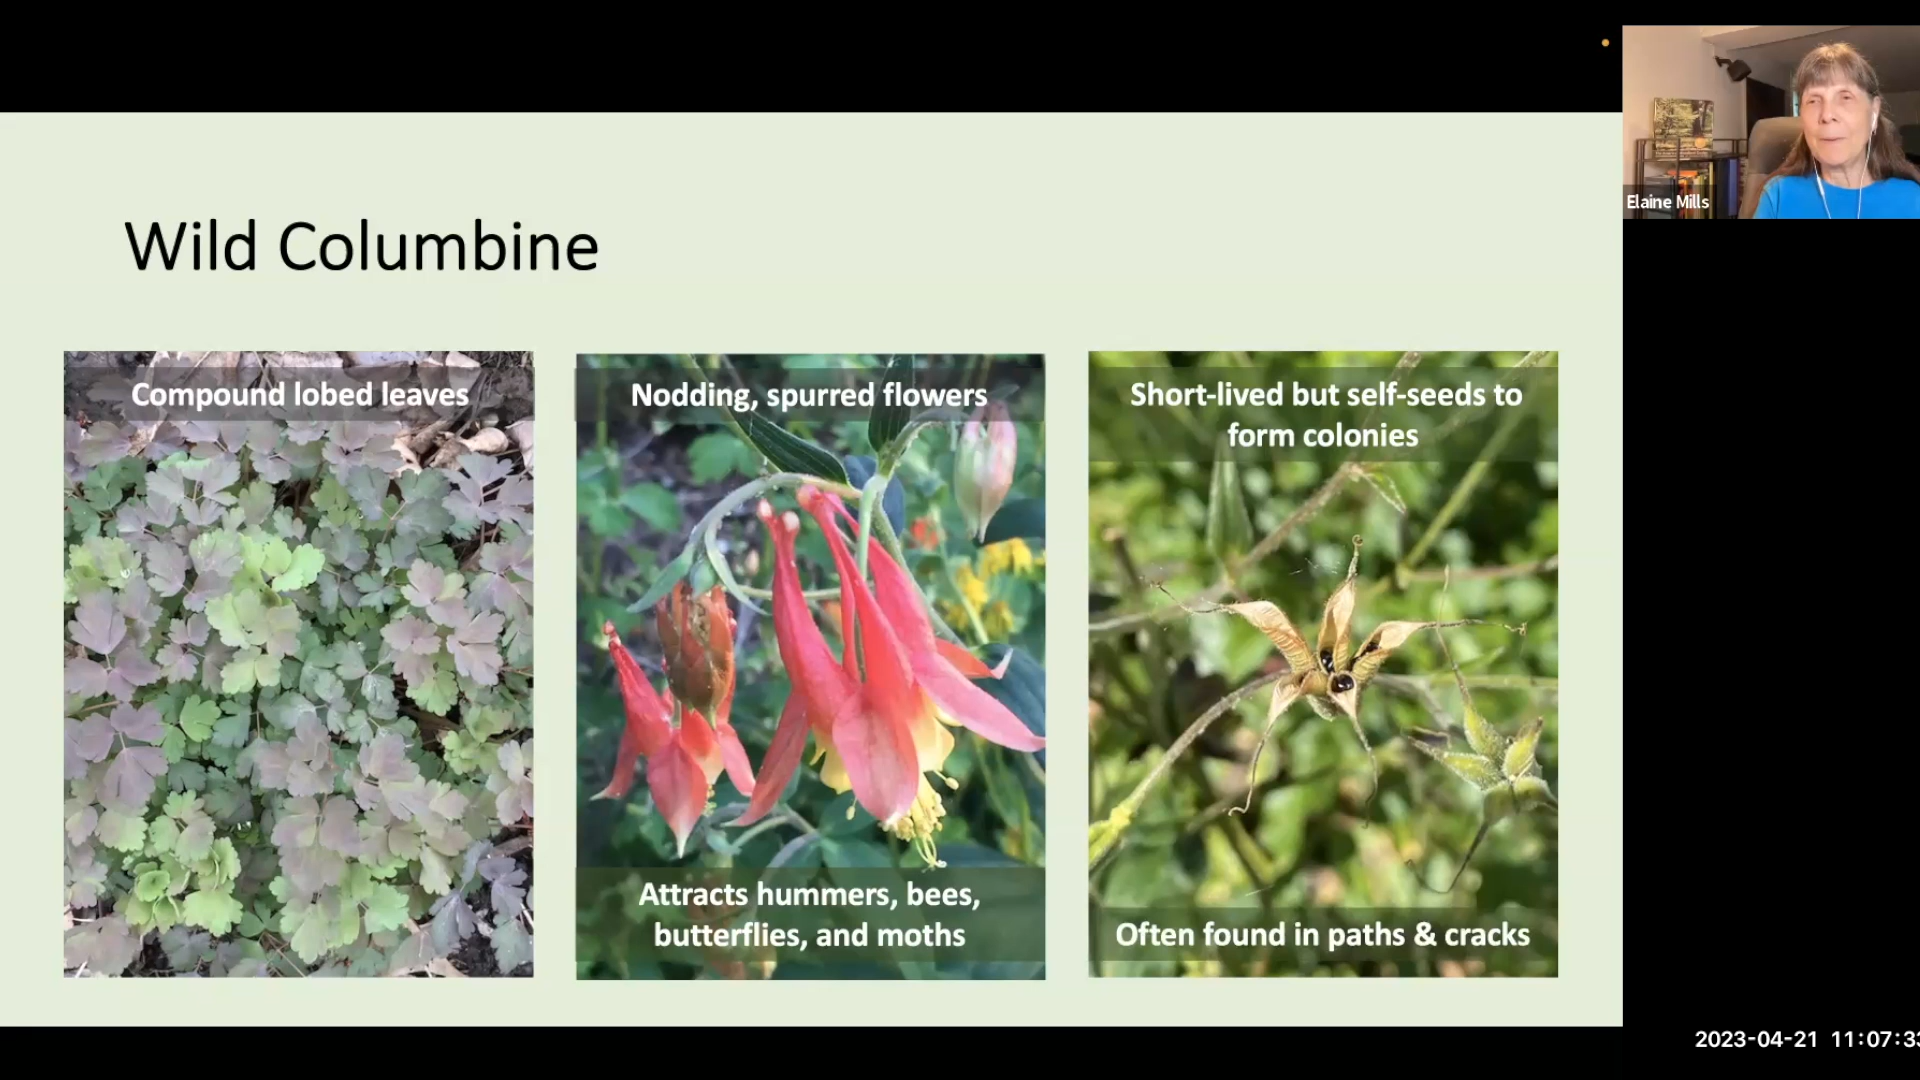 Elaine Mills
Wild Columbine
Compound lobed leaves
Nodding, spurred flowers
Attracts hummers, bees,
butterflies, and moths
Short-lived but self-seeds to
form colonies
Often found in paths & cracks
2023-04-21 11:07:33